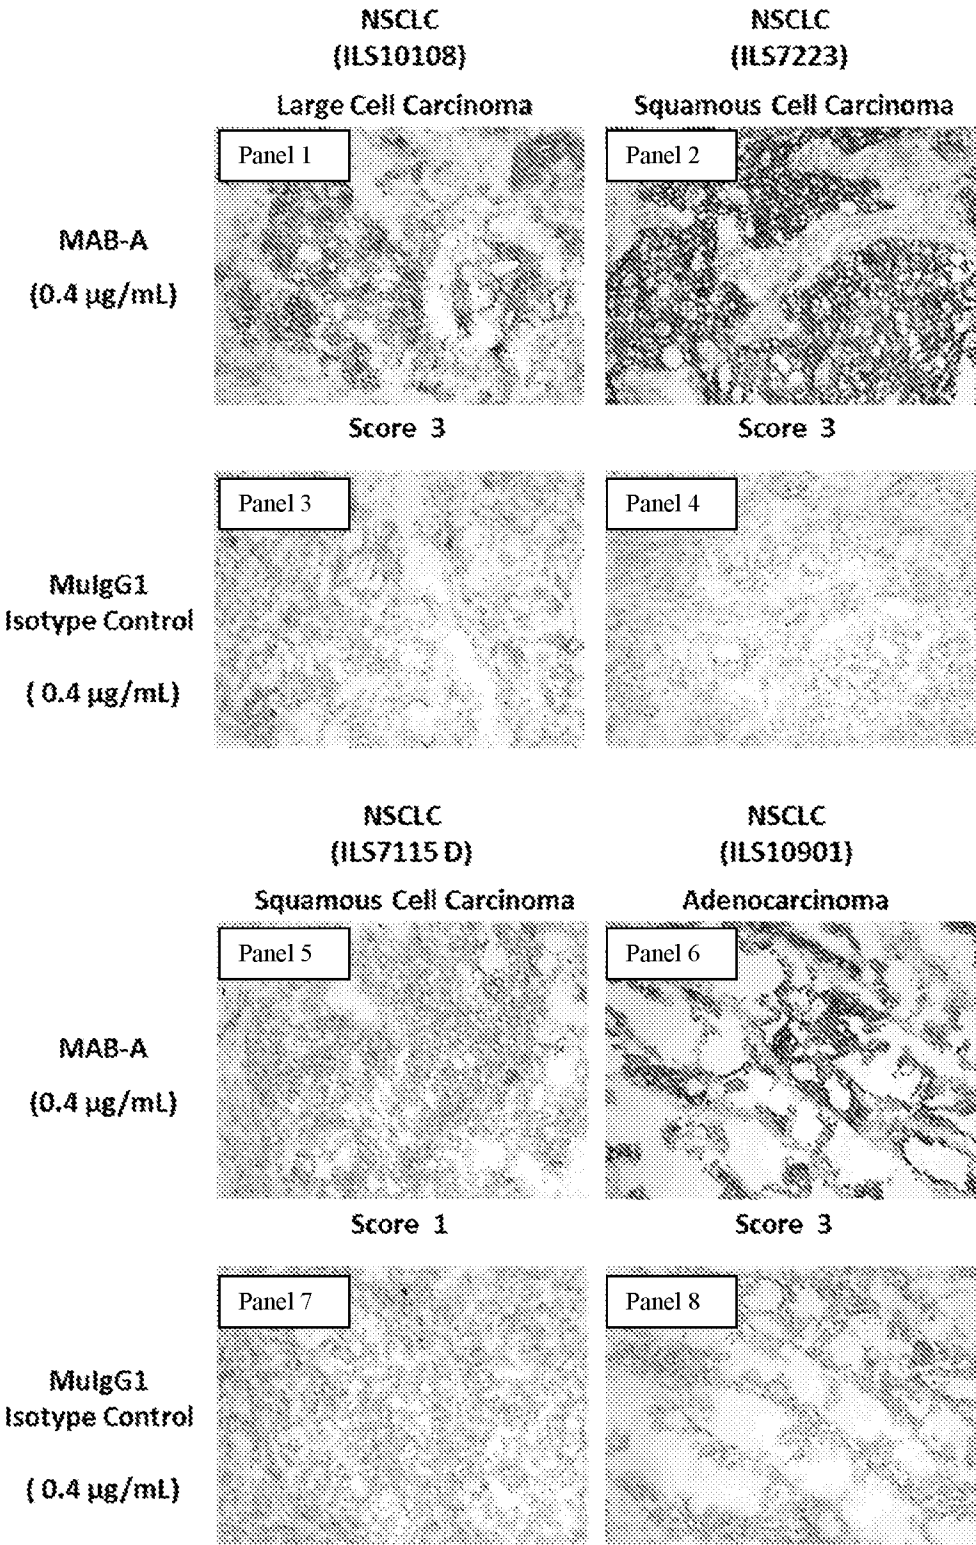 NSCLC
(ILS10108)
Large Cell Carcinoma
NSCLC
(ILS7223)
Squamous Cell Carcinoma
MAB-A
(0.4 µg/mL)
Panel 1
Panel 2
Score 3
Score 3
MuIgG1
Isotype Control
( 0.4 µg/mL)
Panel 3
Panel 4
NSCLC
(ILS7115 D)
Squamous Cell Carcinoma
NSCLC
(ILS10901)
Adenocarcinoma
MAB-A
(0.4 µg/mL)
Panel 5
Panel 6
Score 1
Score 3
MuIgG1
Isotype Control
( 0.4 µg/mL)
Panel 7
Panel 8